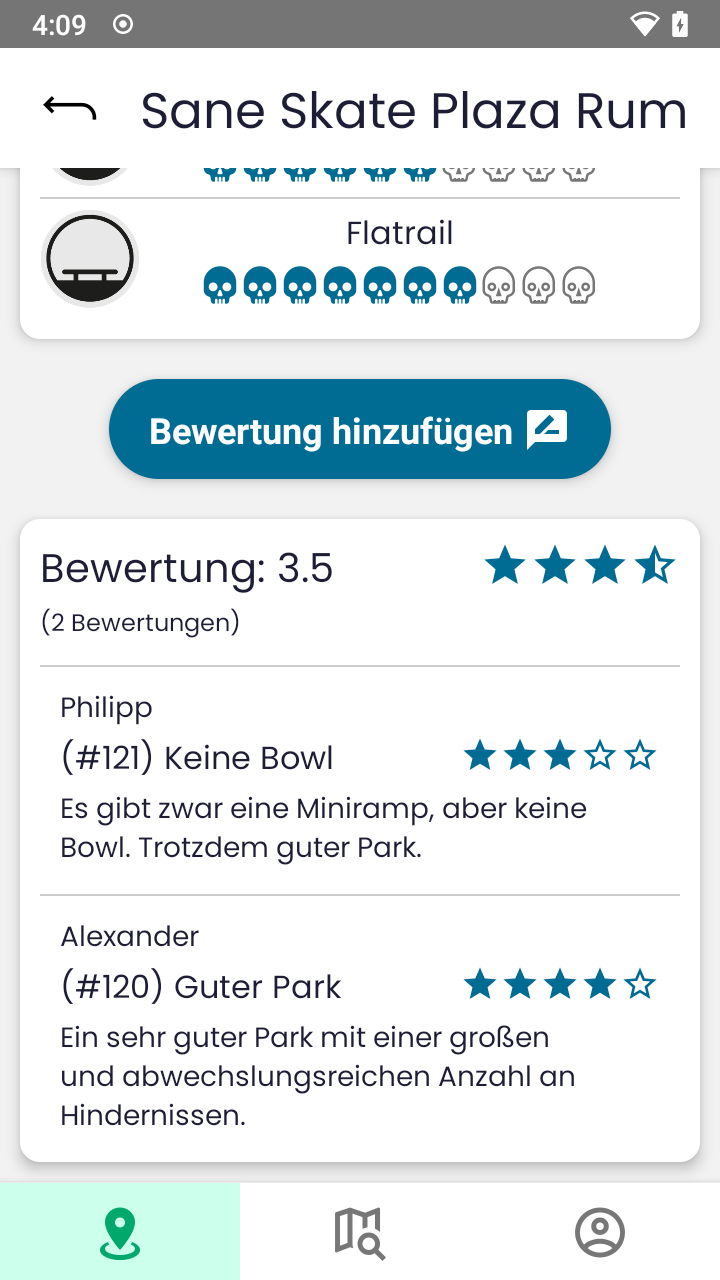 4:09
Sane Skate Plaza Rum
Flatrail
Bewertung hinzufügen
Bewertung: 3.5
(2 Bewertungen)
Philipp
(#121) Keine Bowl
Es gibt zwar eine Miniramp, aber keine
Bowl. Trotzdem guter Park.
Alexander
(#120) Guter Park
Ein sehr guter Park mit einer großen
und abwechslungsreichen Anzahl an
Hindernissen.